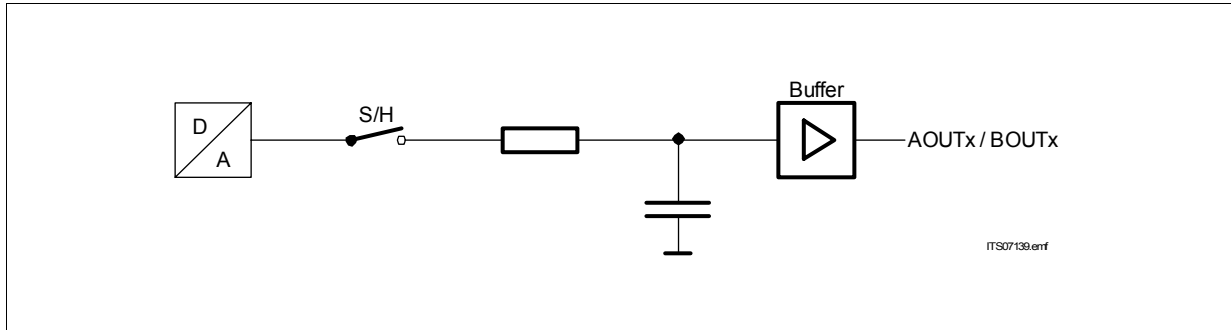 Buffer
S/H
D
A
AOUTx / BOUTx
ITS07139.emf